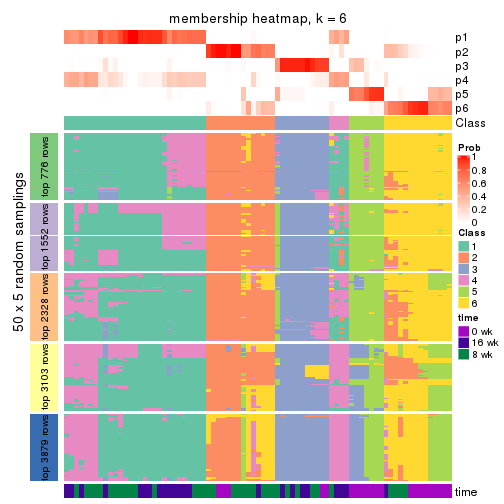 membership heatmap, k = 6
p1
p2
p3
p4
p5
p6
Class
50 x 5 random samplings
top 776 rows
top 1552 rows
top 2328 rows
top 3103 rows
top 3879 rows
time
Prob
1
0.8
0.6
0.4
0.2
0
Class
1
2
3
4
5
6
time
0 wk
16 wk
8 wk